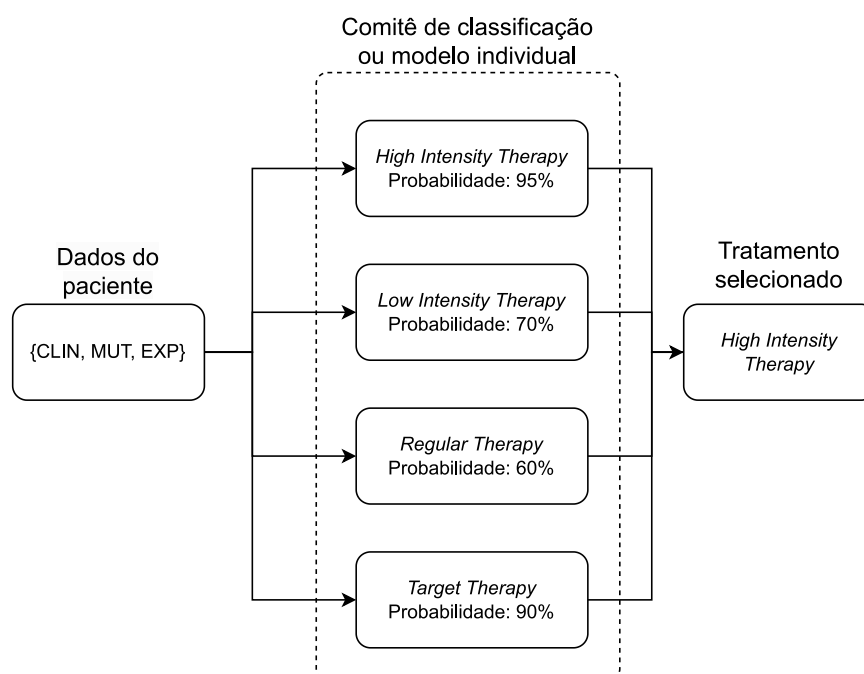 Comitê de classificação
ou modelo individual
Dados do
paciente
{CLIN, MUT, EXP}
High Intensity Therapy
Probabilidade: 95%
Low Intensity Therapy
Probabilidade: 70%
Regular Therapy
Probabilidade: 60%
Target Therapy
Probabilidade: 90%
Tratamento
selecionado
High Intensity
Therapy